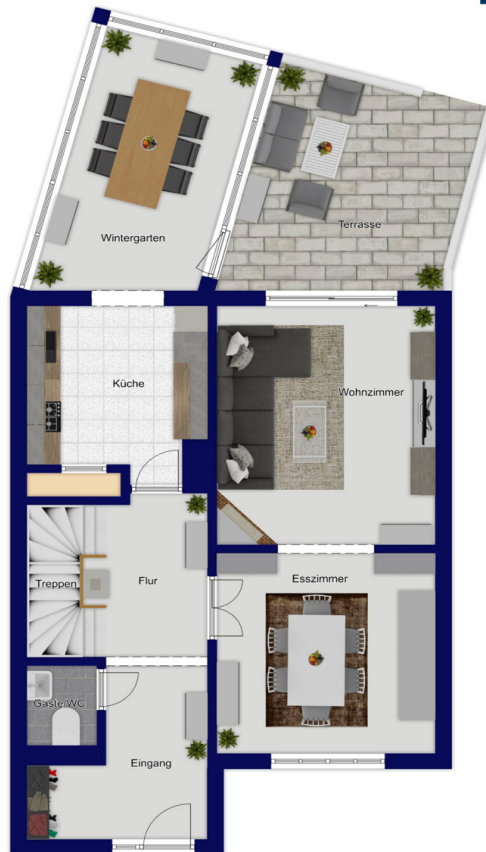 Wintergarten
Terrasse
Küche
Wohnzimmer
Treppen
Flur
Esszimmer
Gäste/WC
Eingang